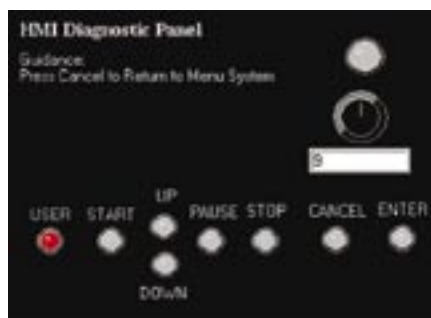 HMI Diagnostic Panel
Guidance:
Press Cancel to Return to Menu System
9
UP
USER START PAUSE STOP CANCEL ENTER
DOWN